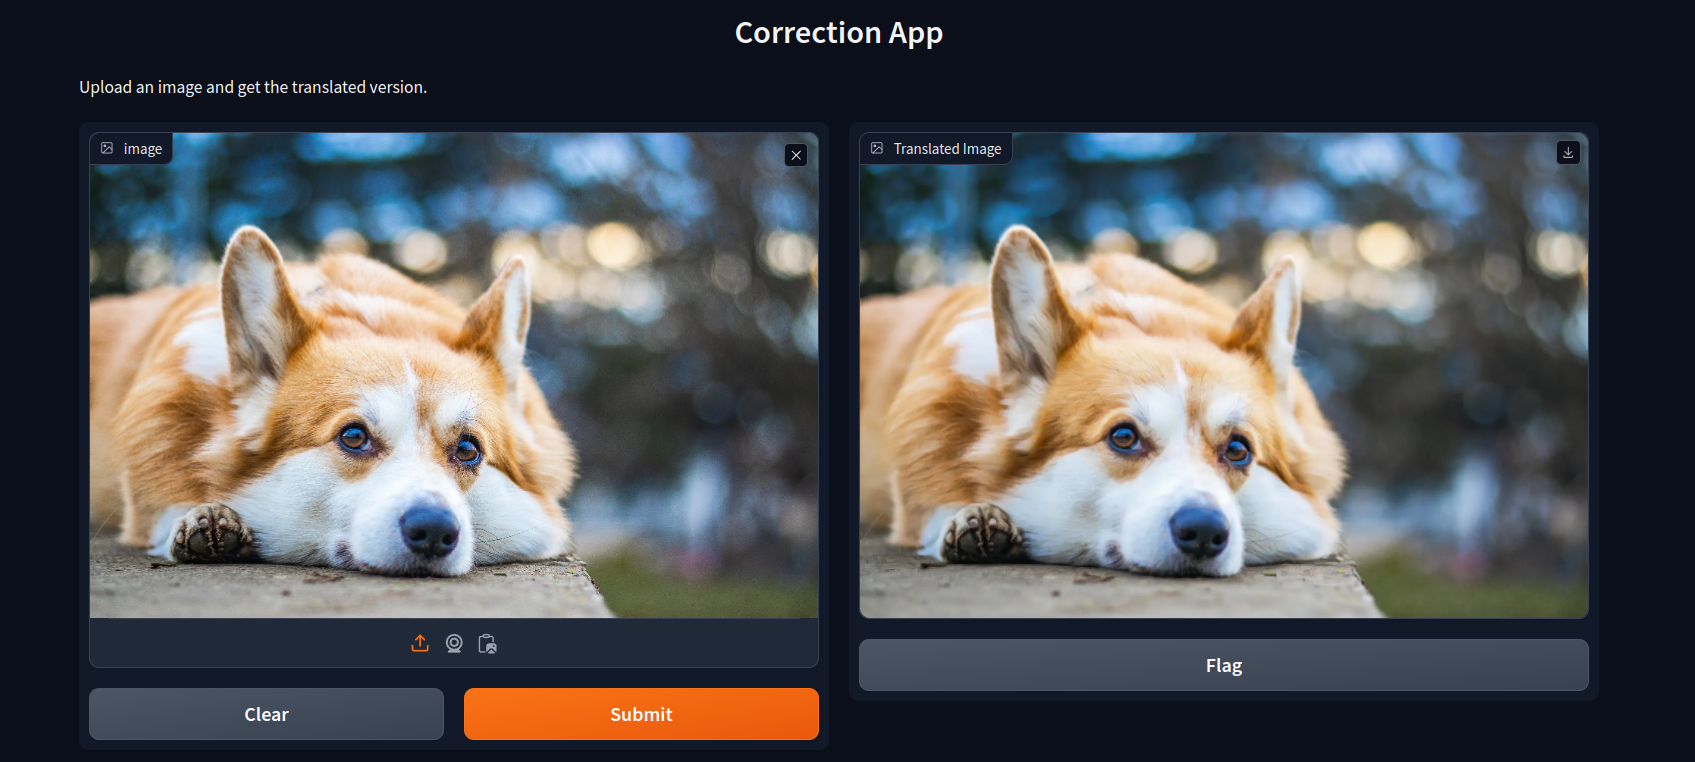 Correction App
Upload an image and get the translated version.
image
Translated Image
Flag
Clear
Submit